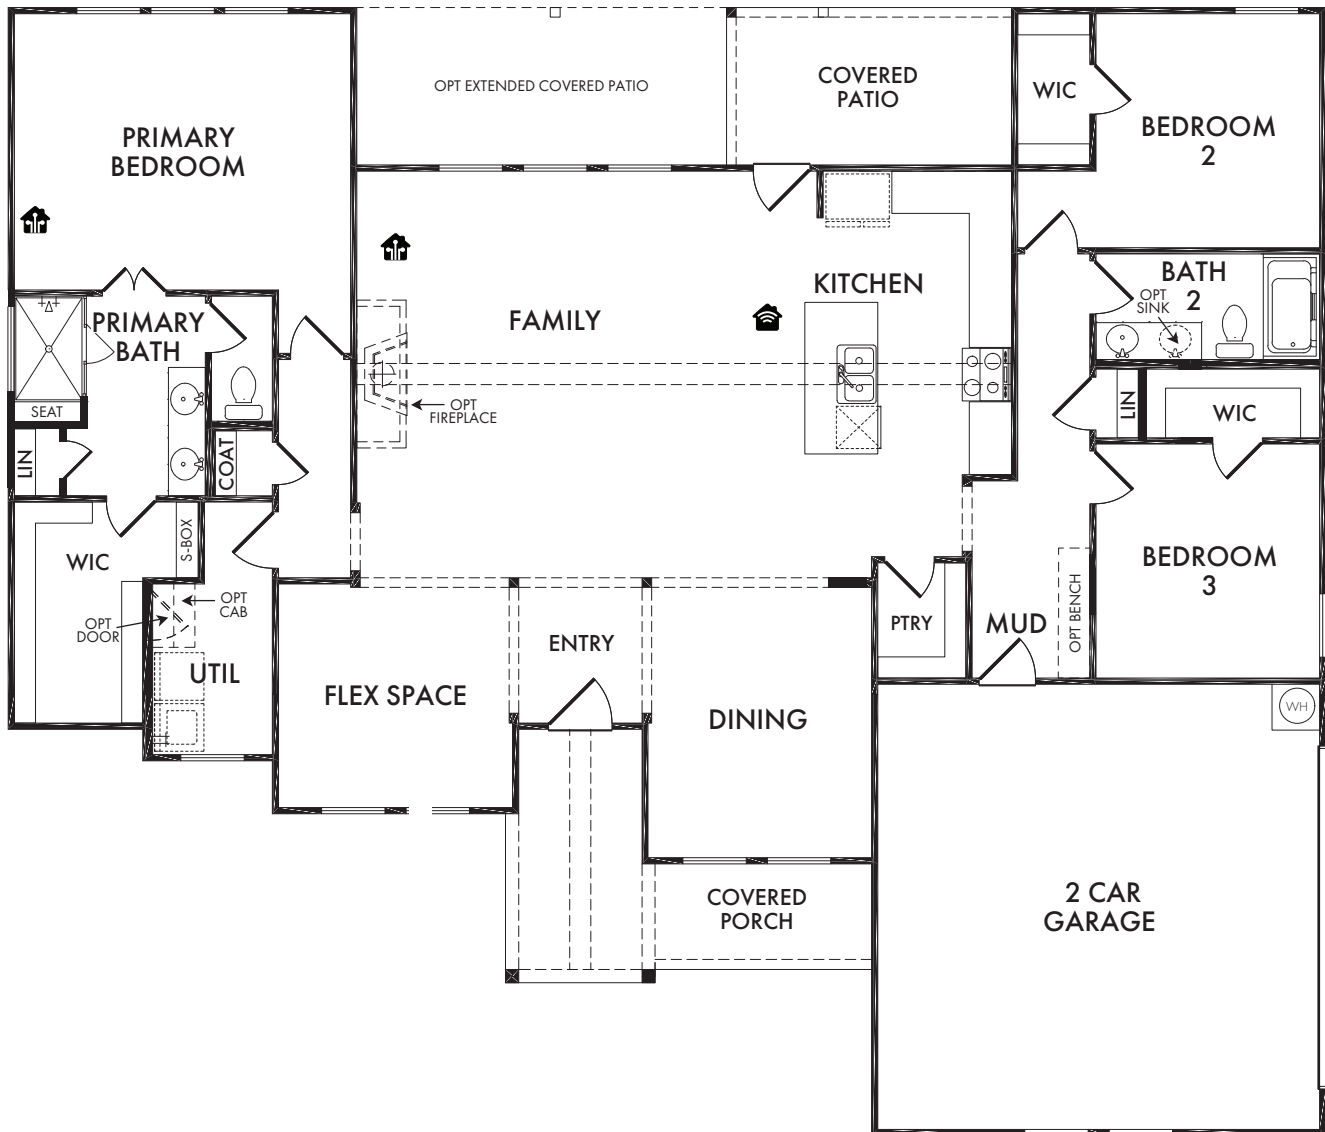 OPT EXTENDED COVERED PATIO
COVERED
PATIO
WIC
BEDROOM
2
PRIMARY
BEDROOM
PRIMARY
BATH
SEAT
LIN
COAT
FAMILY
OPT
FIREPLACE
KITCHEN
BATH
2
OPT
SINK
LIN
WIC
BEDROOM
3
WIC
S-BOX
OPT
CAB
OPT
DOOR
UTIL
FLEX SPACE
ENTRY
DINING
PTRY
MUD
OPT BENCH
WH
COVERED
PORCH
2 CAR
GARAGE